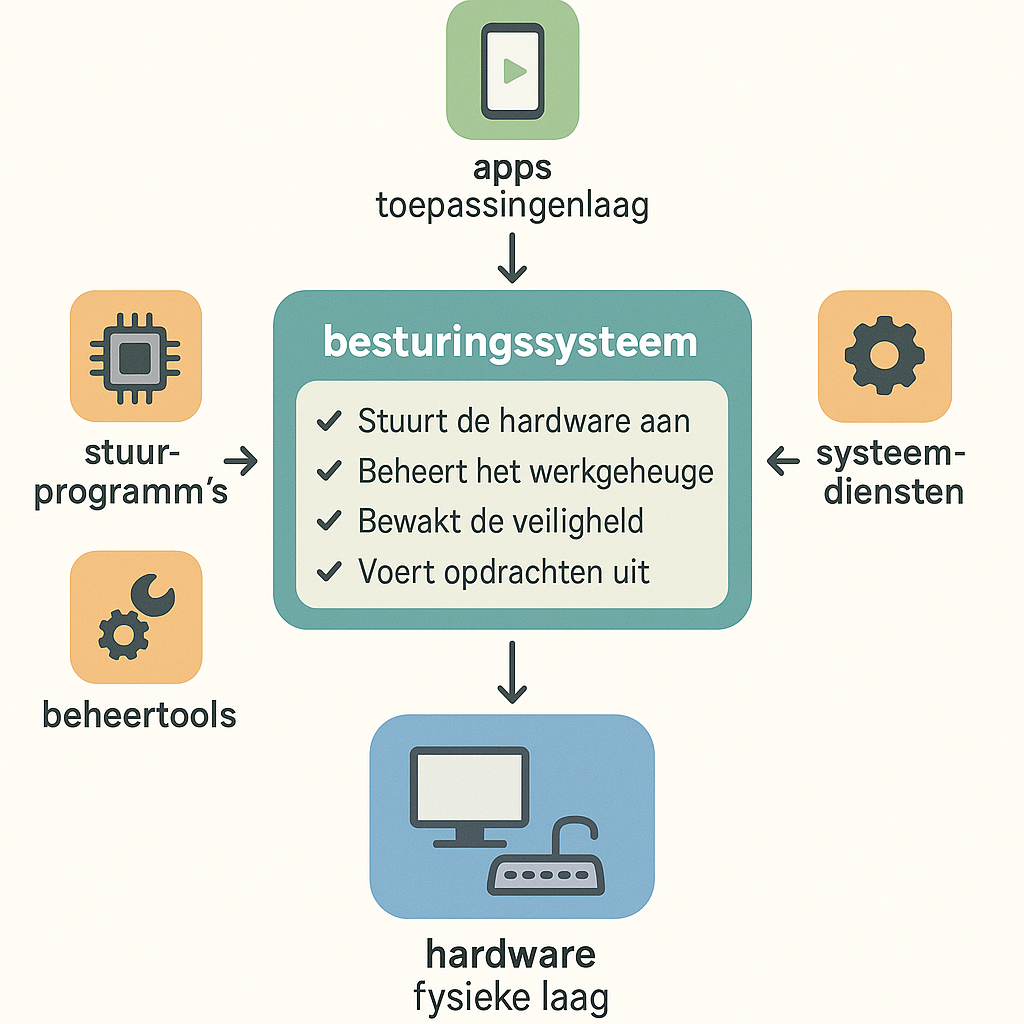 apps
toepassingenlaag
besturingssysteem
Stuurt de hardware aan
Beheert het werkgeheuge
Bewakt de veiligheld
Voert opdrachten uit
stuur-
programm's
systeem-
diensten
beheertools
hardware
fysieke laag